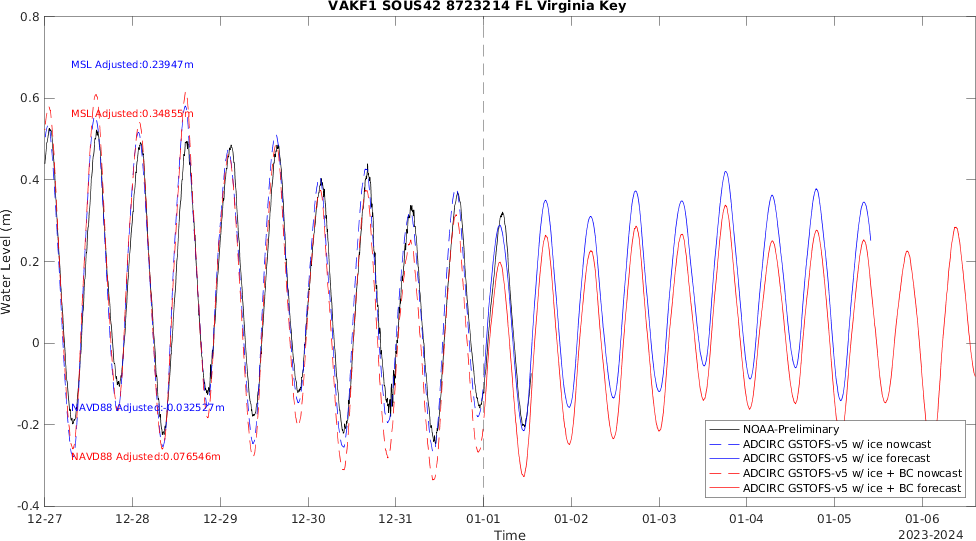 VAKF1 SOUS42 8723214 FL Virginia Key
0.8
0.6
0.4
0.2
0
-0.2
-0.4
Water Level (m)
MSL Adjusted:0.23947m
MSL Adjusted:0.34855m
NAVD88 Adjusted:-0.032527m
NAVD88 Adjusted:0.076546m
NOAA-Preliminary
ADCIRC GSTOFS-v5 w/ ice nowcast
ADCIRC GSTOFS-v5 w/ ice forecast
ADCIRC GSTOFS-v5 w/ ice + BC nowcast
ADCIRC GSTOFS-v5 w/ ice + BC forecast
12-27 12-28 12-29 12-30 12-31 01-01 01-02 01-03 01-04 01-05 01-06
Time
2023-2024